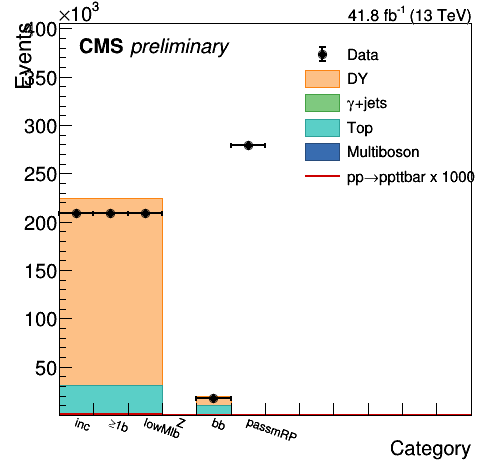 ×10³
41.8 fb⁻¹ (13 TeV)
Events
CMS preliminary
Data
DY
γ+jets
Top
Multiboson
pp→ppttbar x 1000
400
350
300
250
200
150
100
50
inc
≥1b
lowMlb
Z
bb
passmRP
Category